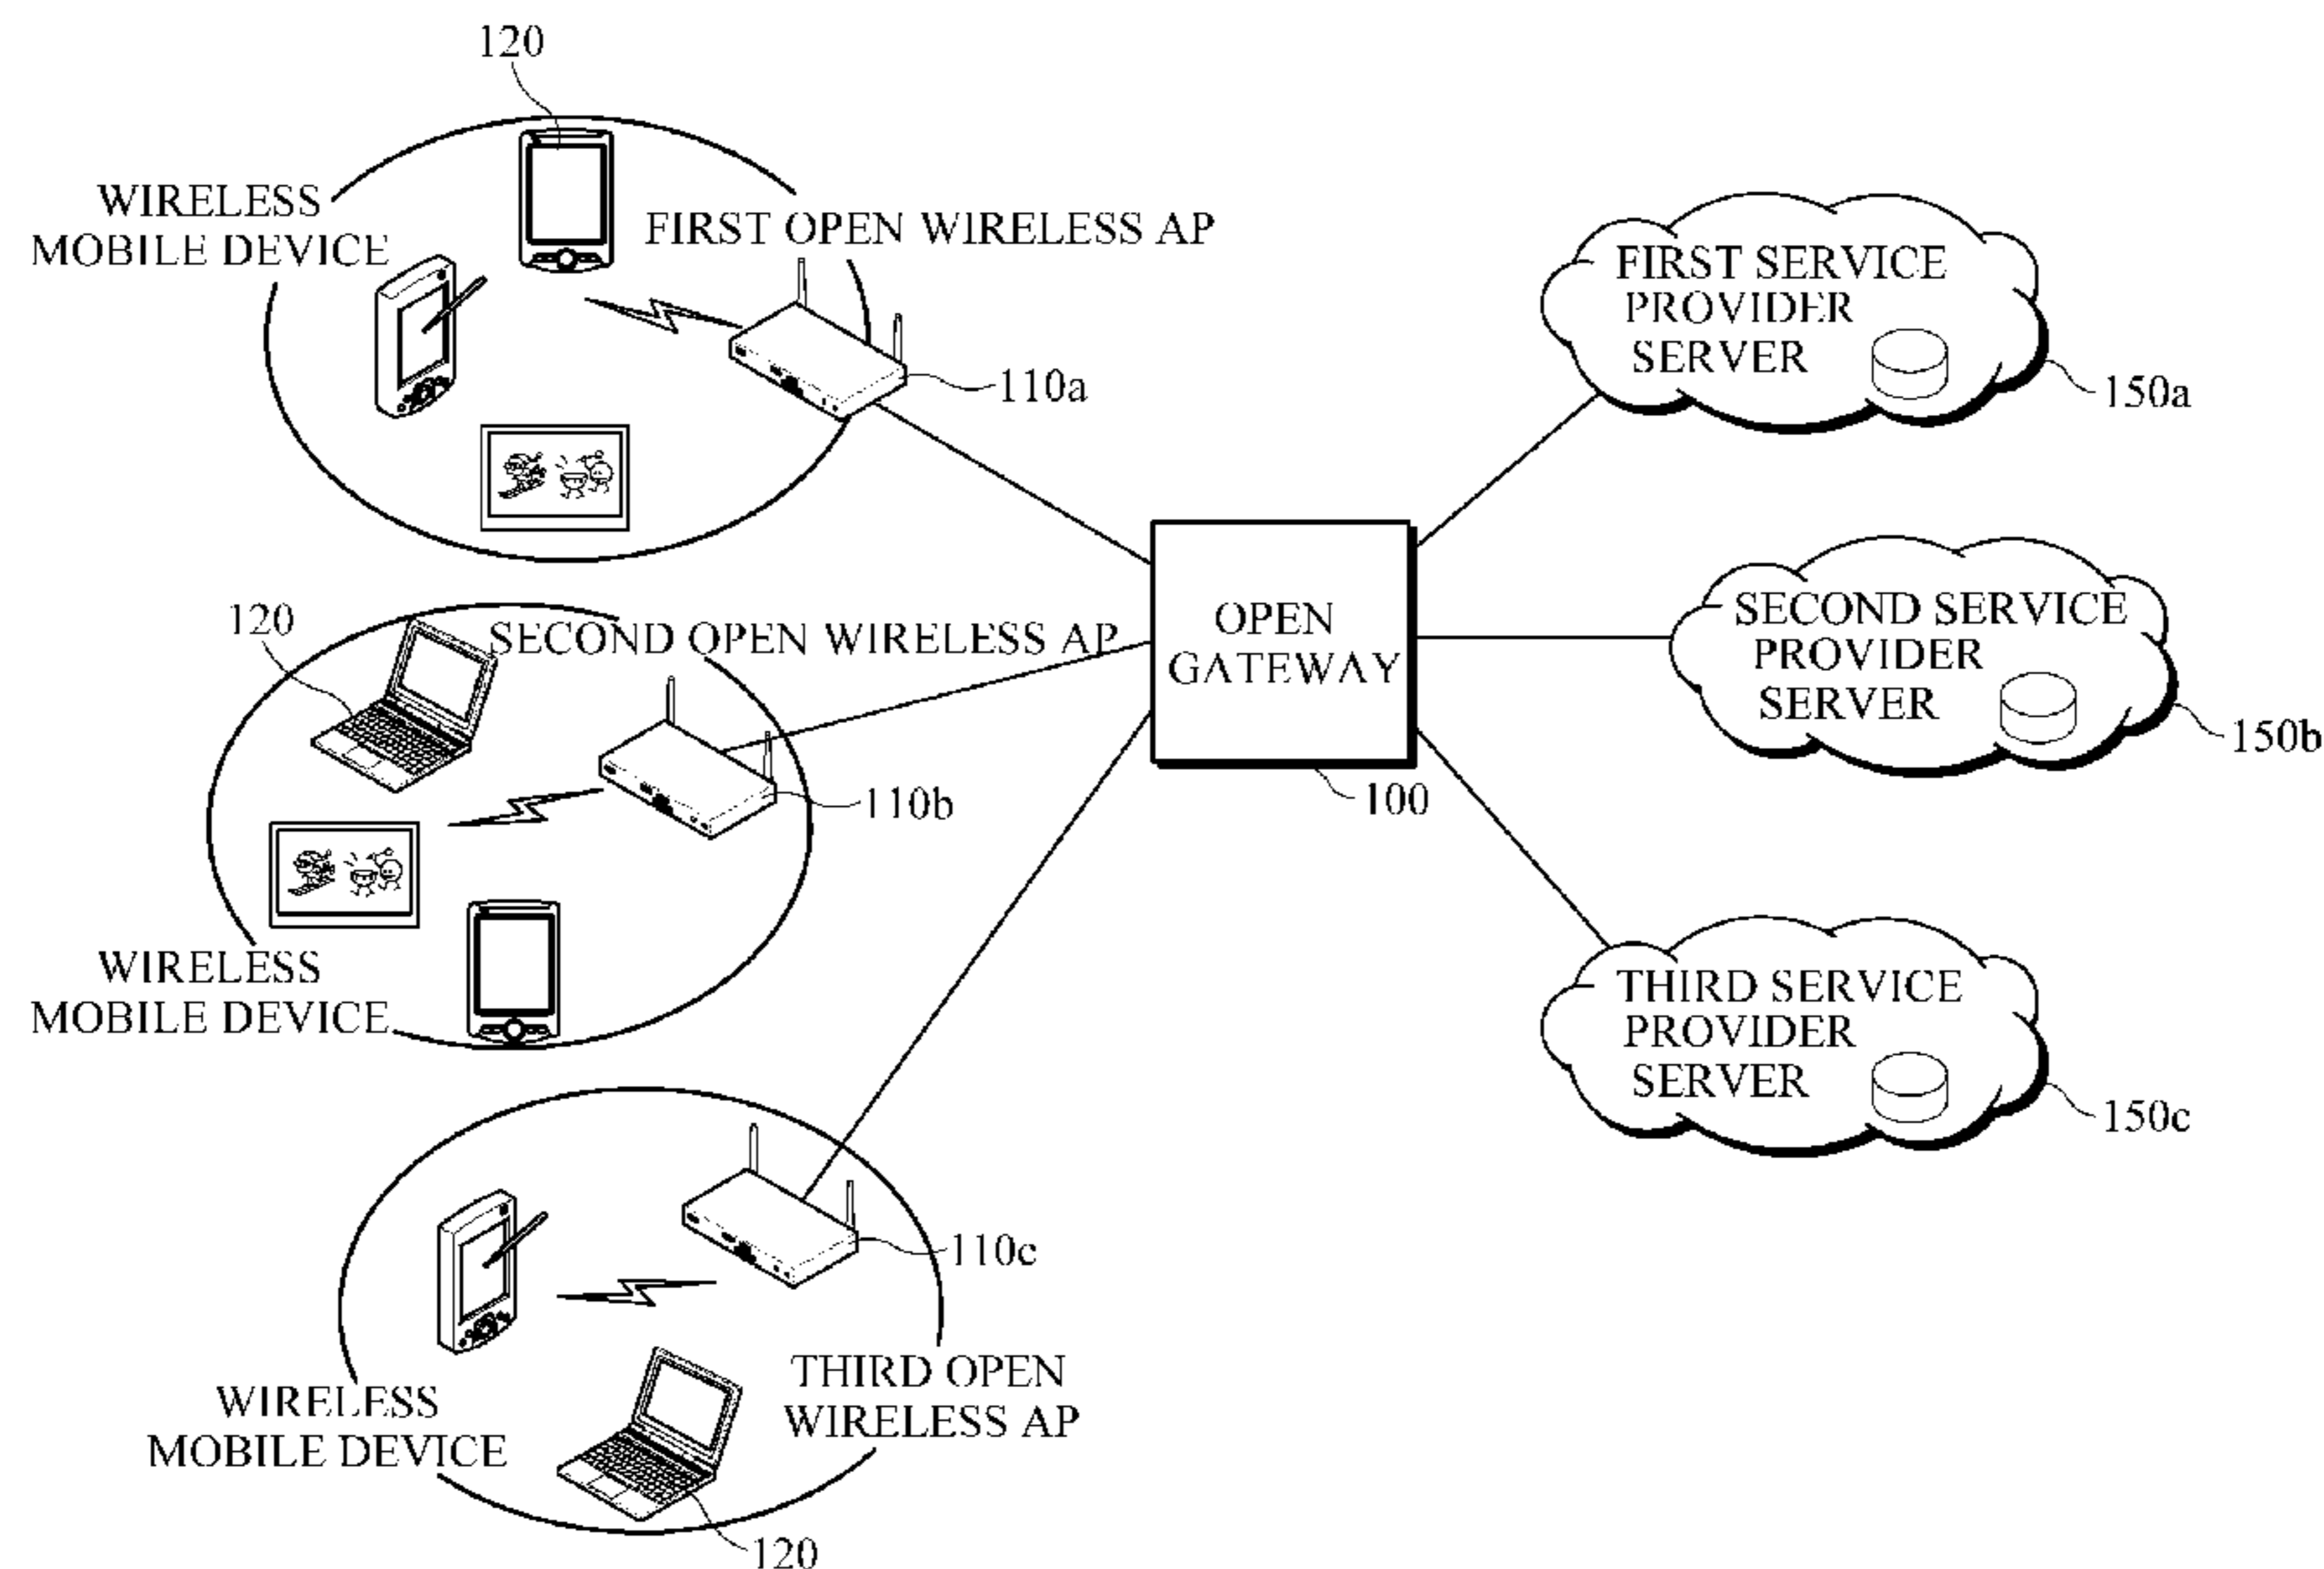 120
WIRELESS
MOBILE DEVICE
FIRST OPEN WIRELESS AP
110a
FIRST SERVICE
PROVIDER
SERVER
150a
120
SECOND OPEN WIRELESS AP
110b
WIRELESS
MOBILE DEVICE
OPEN
GATEWAY
100
SECOND SERVICE
PROVIDER
SERVER
150b
THIRD SERVICE
PROVIDER
SERVER
150c
110c
THIRD OPEN
WIRELESS AP
WIRELESS
MOBILE DEVICE
120